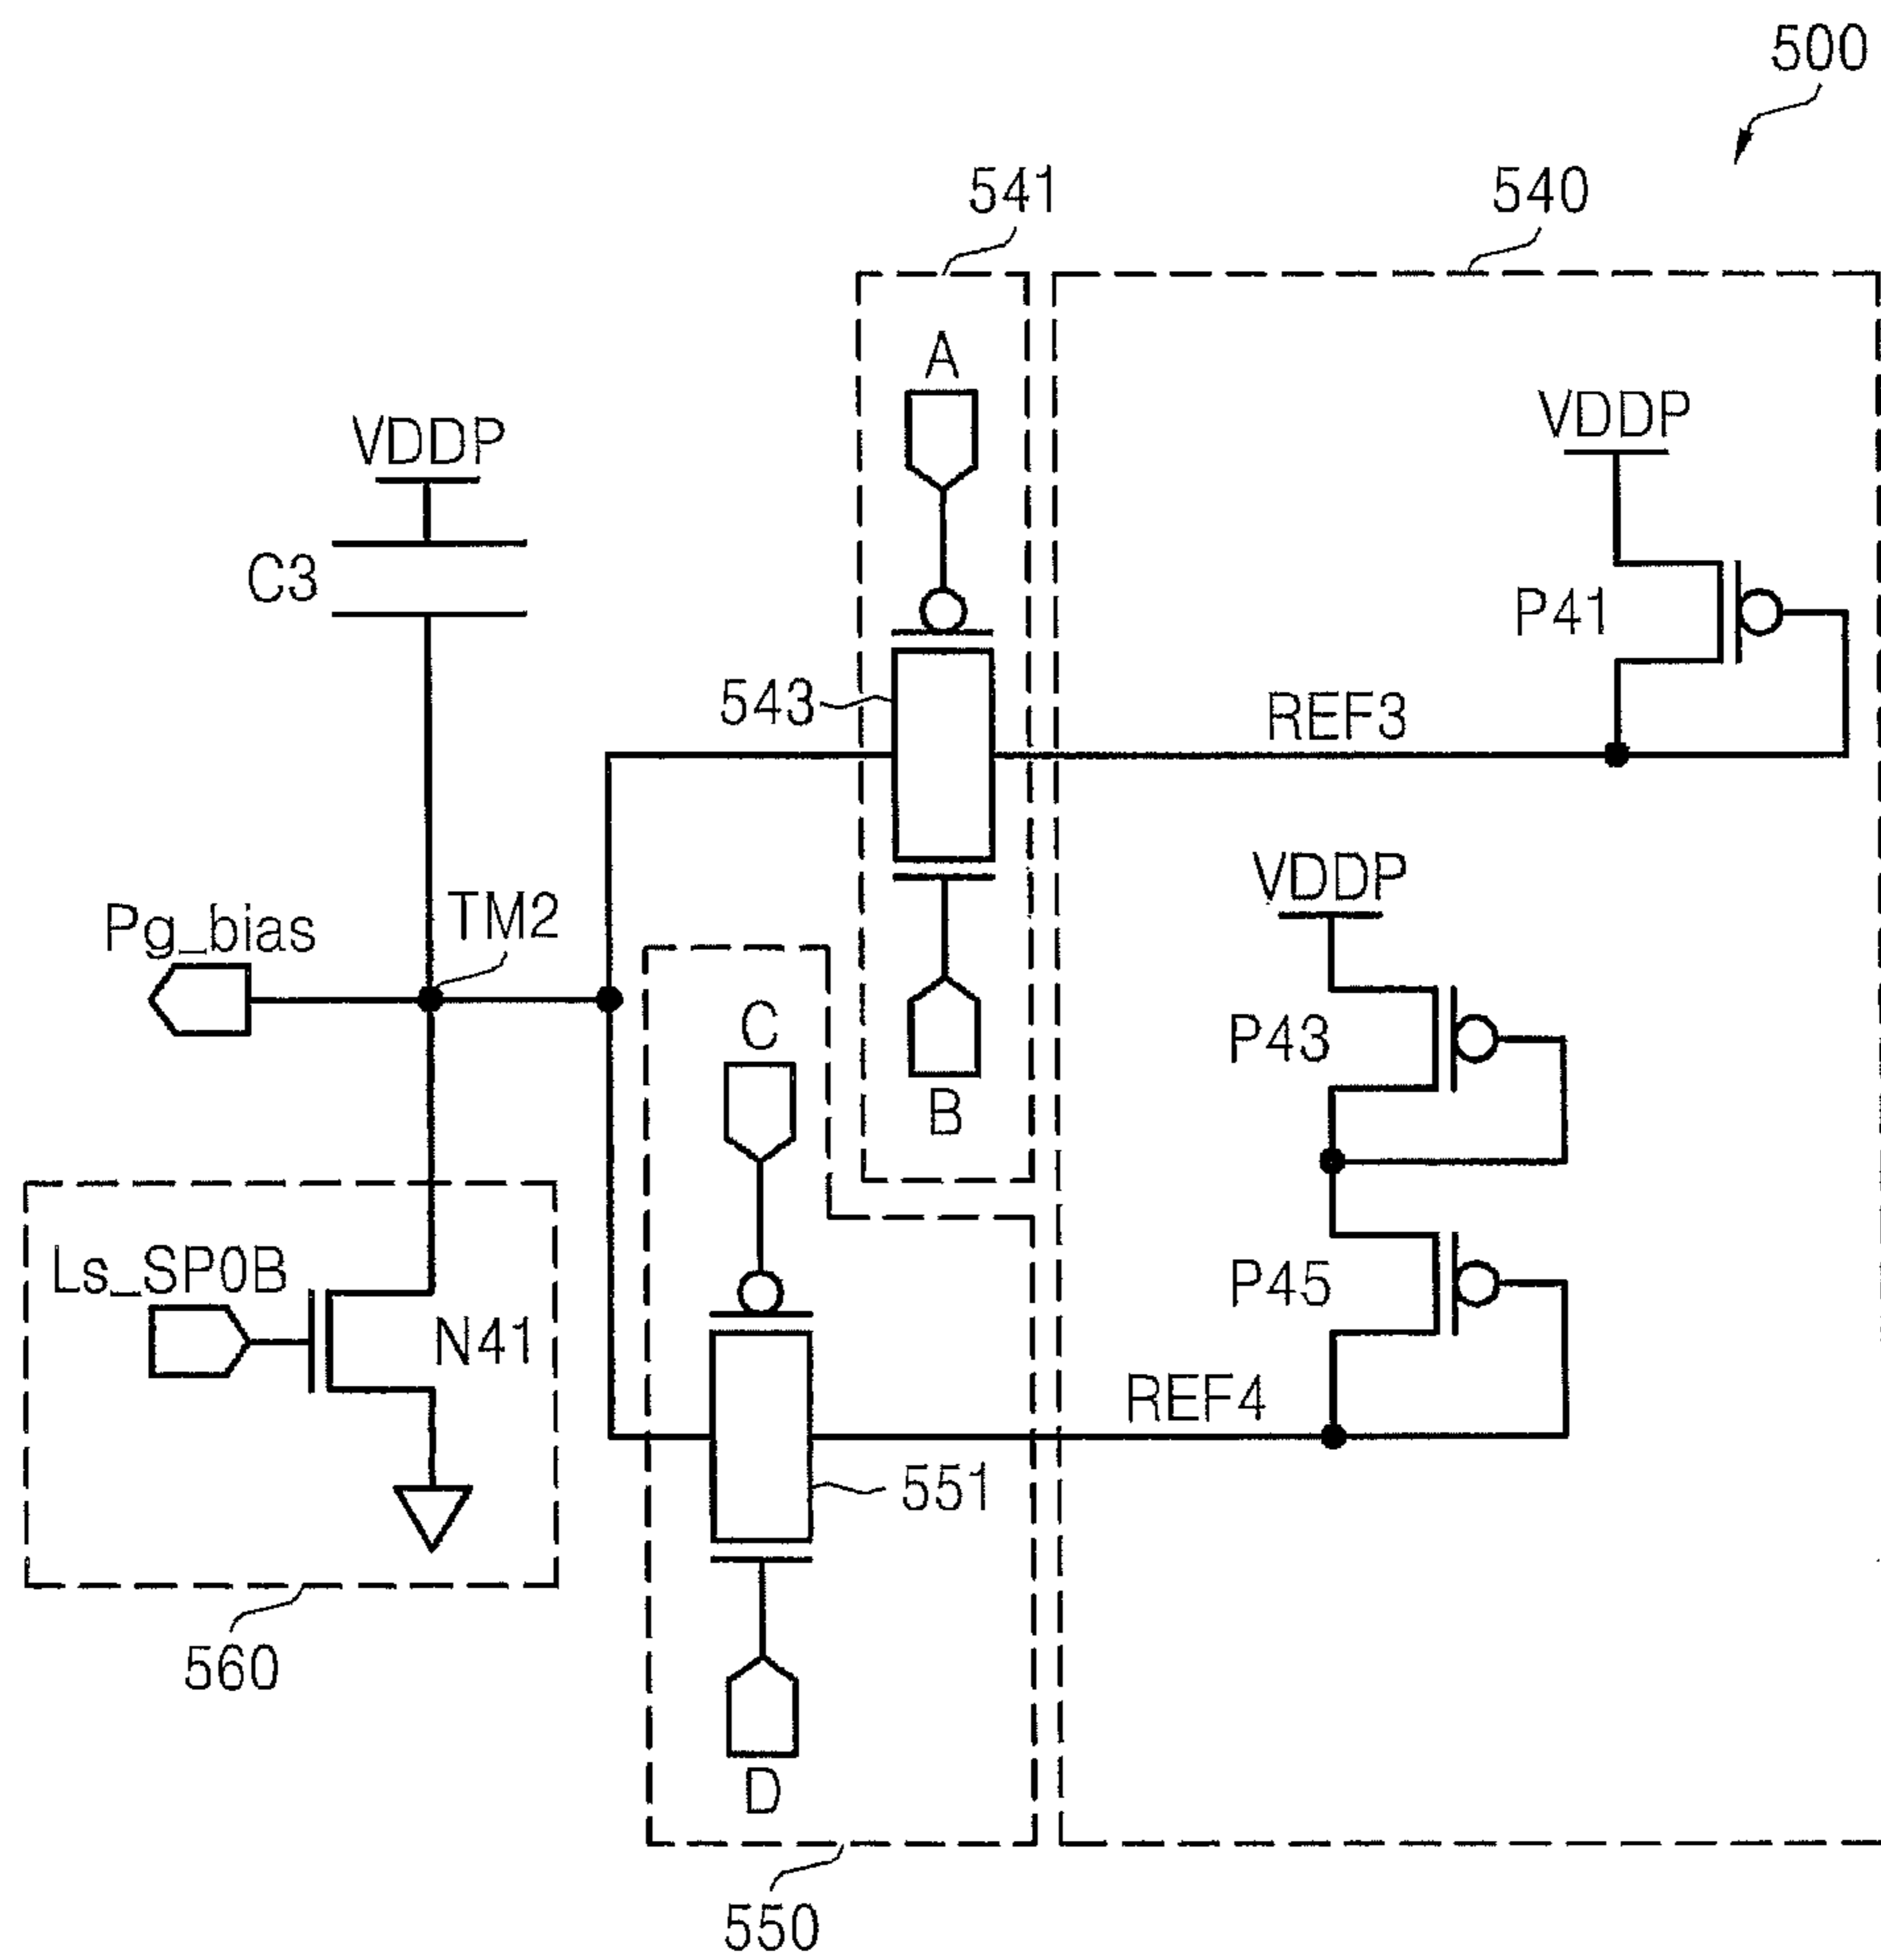 500
541
540
A
VDDP
VDDP
C3
P41
543
REF3
VDDP
Pg_bias
TM2
C
P43
B
Ls_SP0B
P45
N41
REF4
551
560
D
550